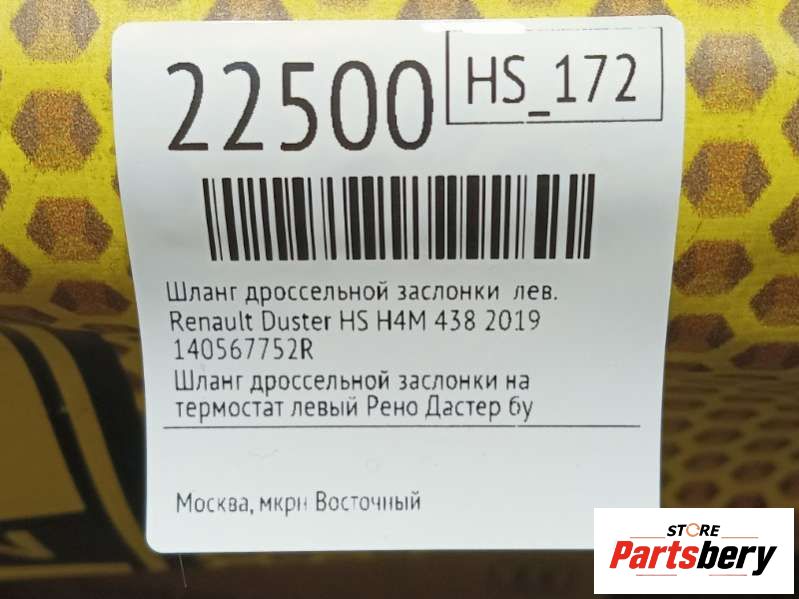 22500
HS_172
Шланг дроссельной заслонки лев.
Renault Duster HS H4M 438 2019
140567752R
Шланг дроссельной заслонки на
термостат левый Рено Дастер бу
Москва, мкрн Восточный
STORE
Partsbery